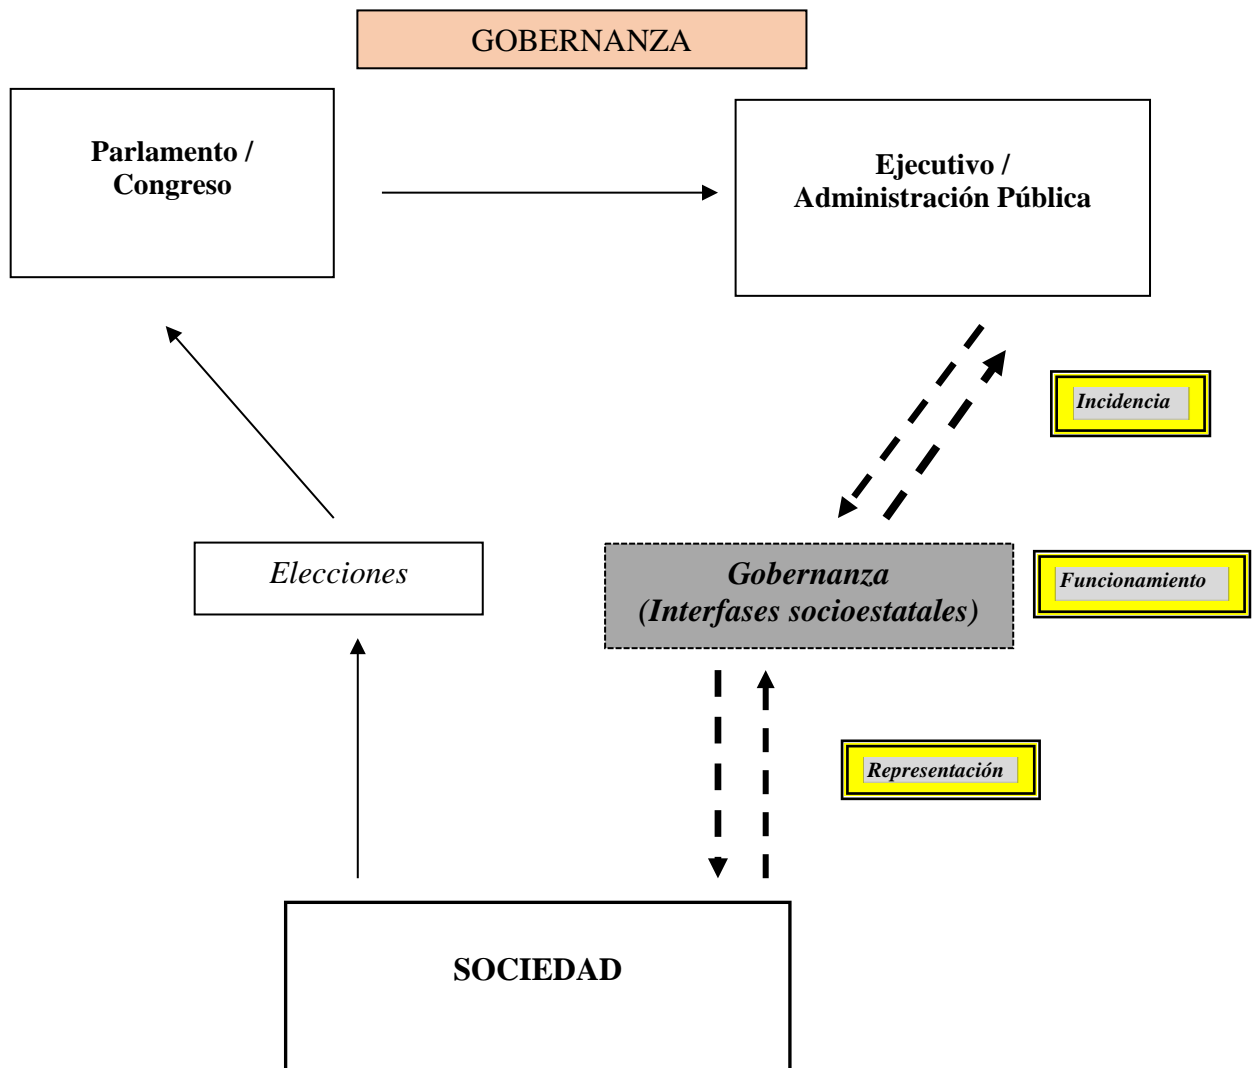 GOBERNANZA
Parlamento /
Congreso
Ejecutivo /
Administración Pública
Incidencia
Elecciones
Gobernanza
(Interfases socioestatales)
Funcionamiento
Representación
SOCIEDAD